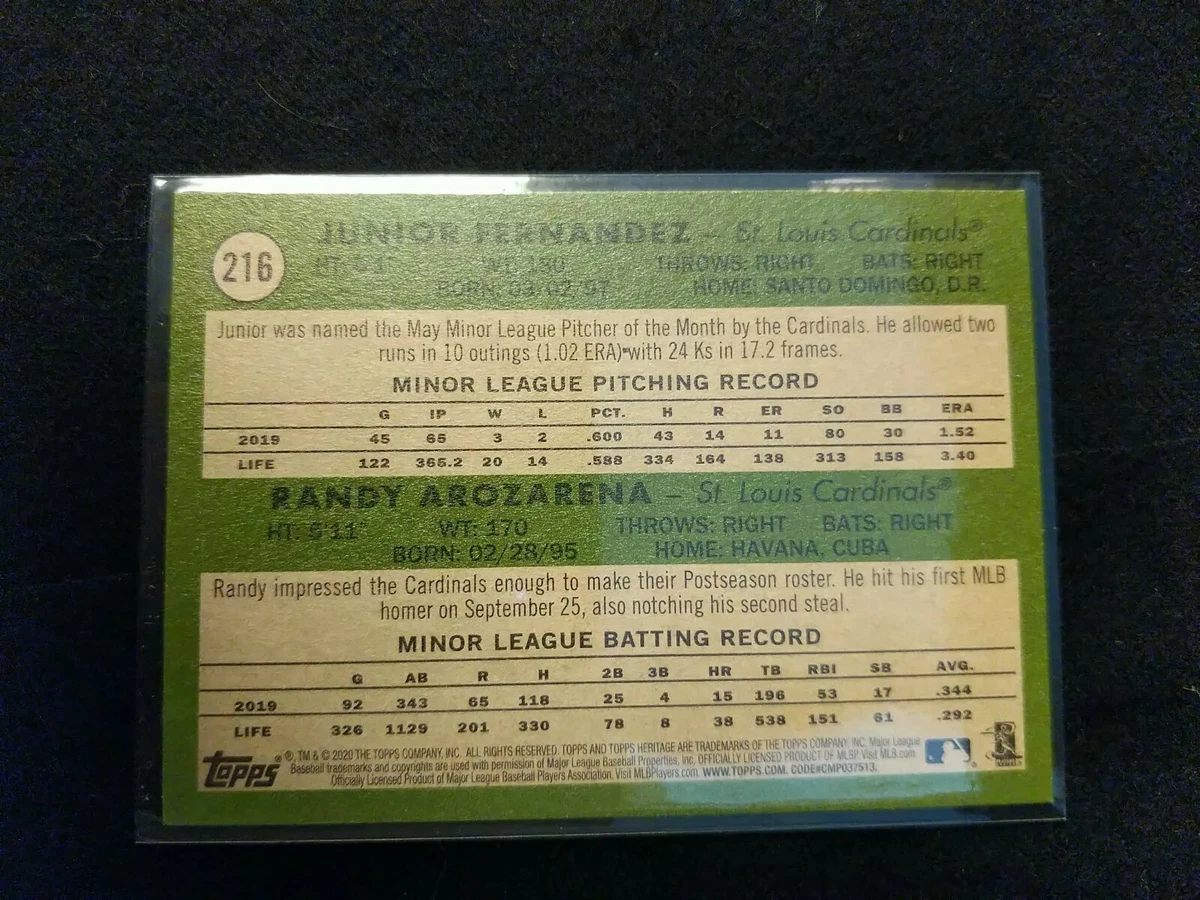 216
JUNIOR FERNANDEZ – St. Louis Cardinals®
HT: 6'1" WT: 180 THROWS: RIGHT BATS: RIGHT
BORN: 03/02/97 HOME: SANTO DOMINGO, D.R.
Junior was named the May Minor League Pitcher of the Month by the Cardinals. He allowed two
runs in 10 outings (1.02 ERA) with 24 Ks in 17.2 frames.
MINOR LEAGUE PITCHING RECORD
G IP W L PCT. H R ER SO BB ERA
2019 45 65 3 2 .600 43 14 11 80 30 1.52
LIFE 122 365.2 20 14 .588 334 164 138 313 158 3.40
RANDY AROZARENA – St. Louis Cardinals®
HT: 5'11" WT: 170 THROWS: RIGHT BATS: RIGHT
BORN: 02/28/95 HOME: HAVANA, CUBA
Randy impressed the Cardinals enough to make their Postseason roster. He hit his first MLB
homer on September 25, also notching his second steal.
MINOR LEAGUE BATTING RECORD
G AB R H 2B 3B HR TB RBI SB AVG.
2019 92 343 65 118 25 4 15 196 53 17 .344
LIFE 326 1129 201 330 78 8 38 538 151 61 .292
Topps® ®, TM & © 2020 THE TOPPS COMPANY, INC. ALL RIGHTS RESERVED. TOPPS AND TOPPS HERITAGE ARE TRADEMARKS OF THE TOPPS COMPANY, INC. Major League
Baseball trademarks and copyrights are used with permission of Major League Baseball Properties, Inc. OFFICIALLY LICENSED PRODUCT OF MLBP Visit MLB.com
Officially Licensed Product of Major League Baseball Players Association. Visit MLBPlayers.com. WWW.TOPPS.COM. CODE#CMP037513.